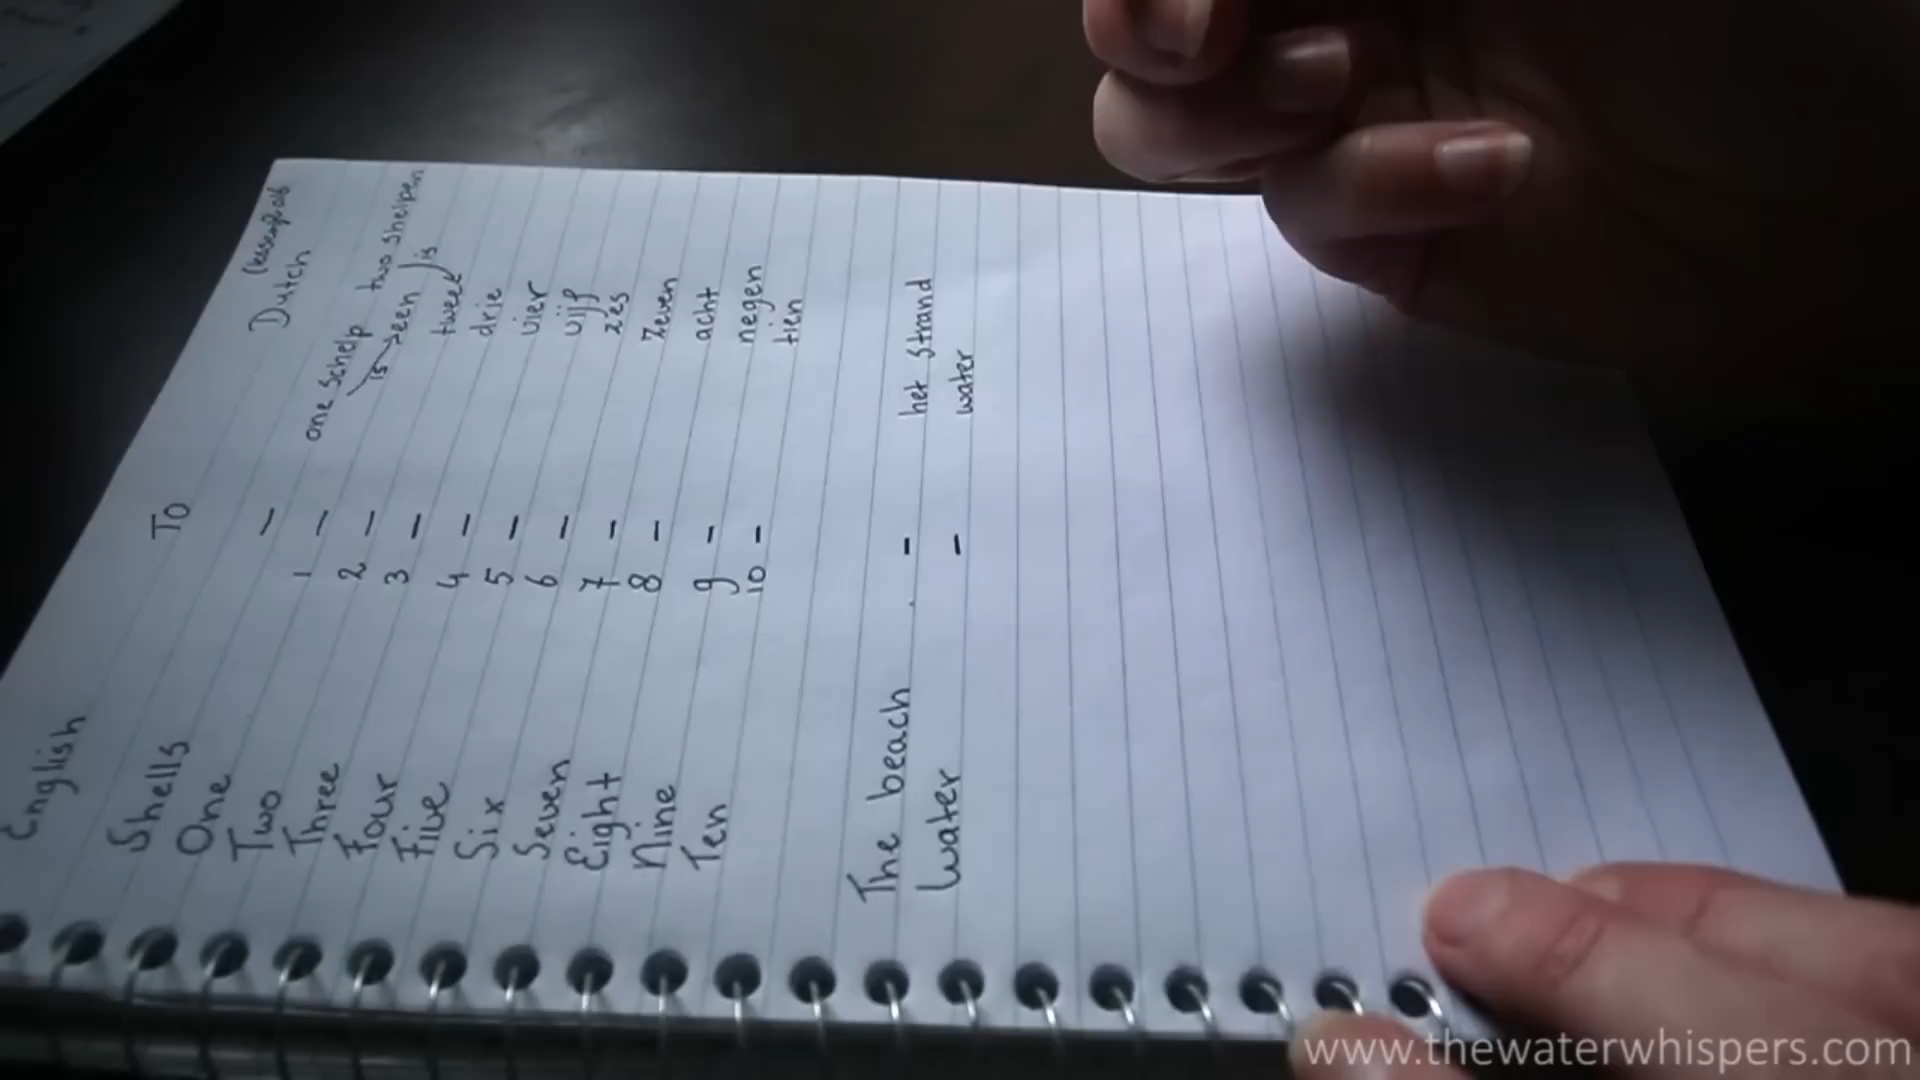 English To Dutch
Shells - one schelp two shelpen
One 1 - is een is
Two 2 - twee
Three 3 - drie
Four 4 - vier
Five 5 - vijf
Six 6 - zes
Seven 7 - zeven
Eight 8 - acht
Nine 9 - negen
Ten 10 - tien
The beach - het strand
Water - water
www.thewaterwhispers.com